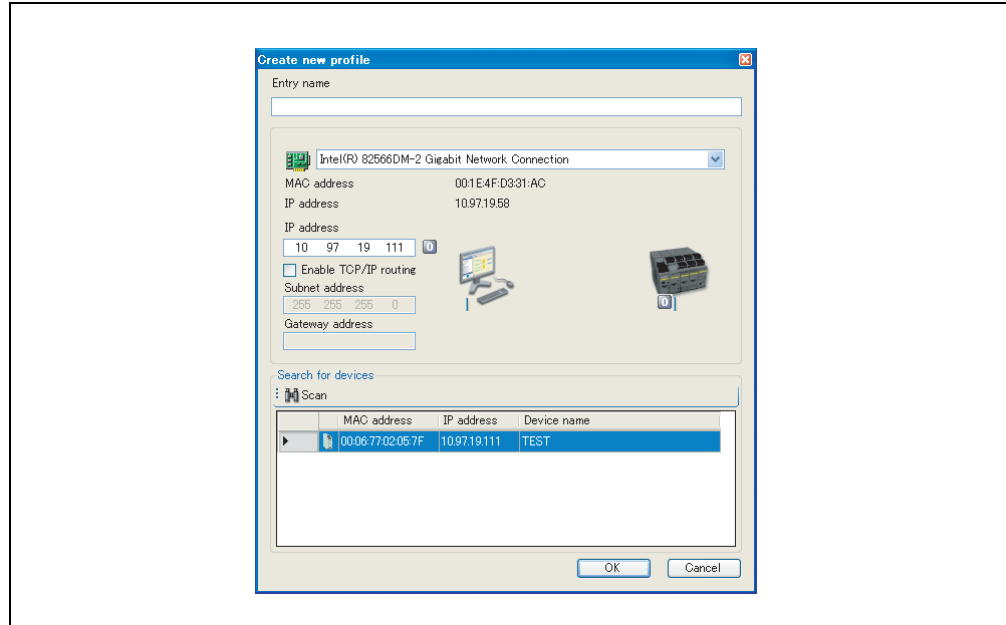 Create new profile
Entry name
Intel(R) 82566DM-2 Gigabit Network Connection
MAC address 00:1E:4F:D3:31:AC
IP address 10.97.19.58
IP address
10 97 19 111 0
Enable TCP/IP routing
Subnet address
255 255 255 0
0
Gateway address
Search for devices
Scan
MAC address IP address Device name
00:06:77:02:05:7F 10.97.19.111 TEST
OK Cancel